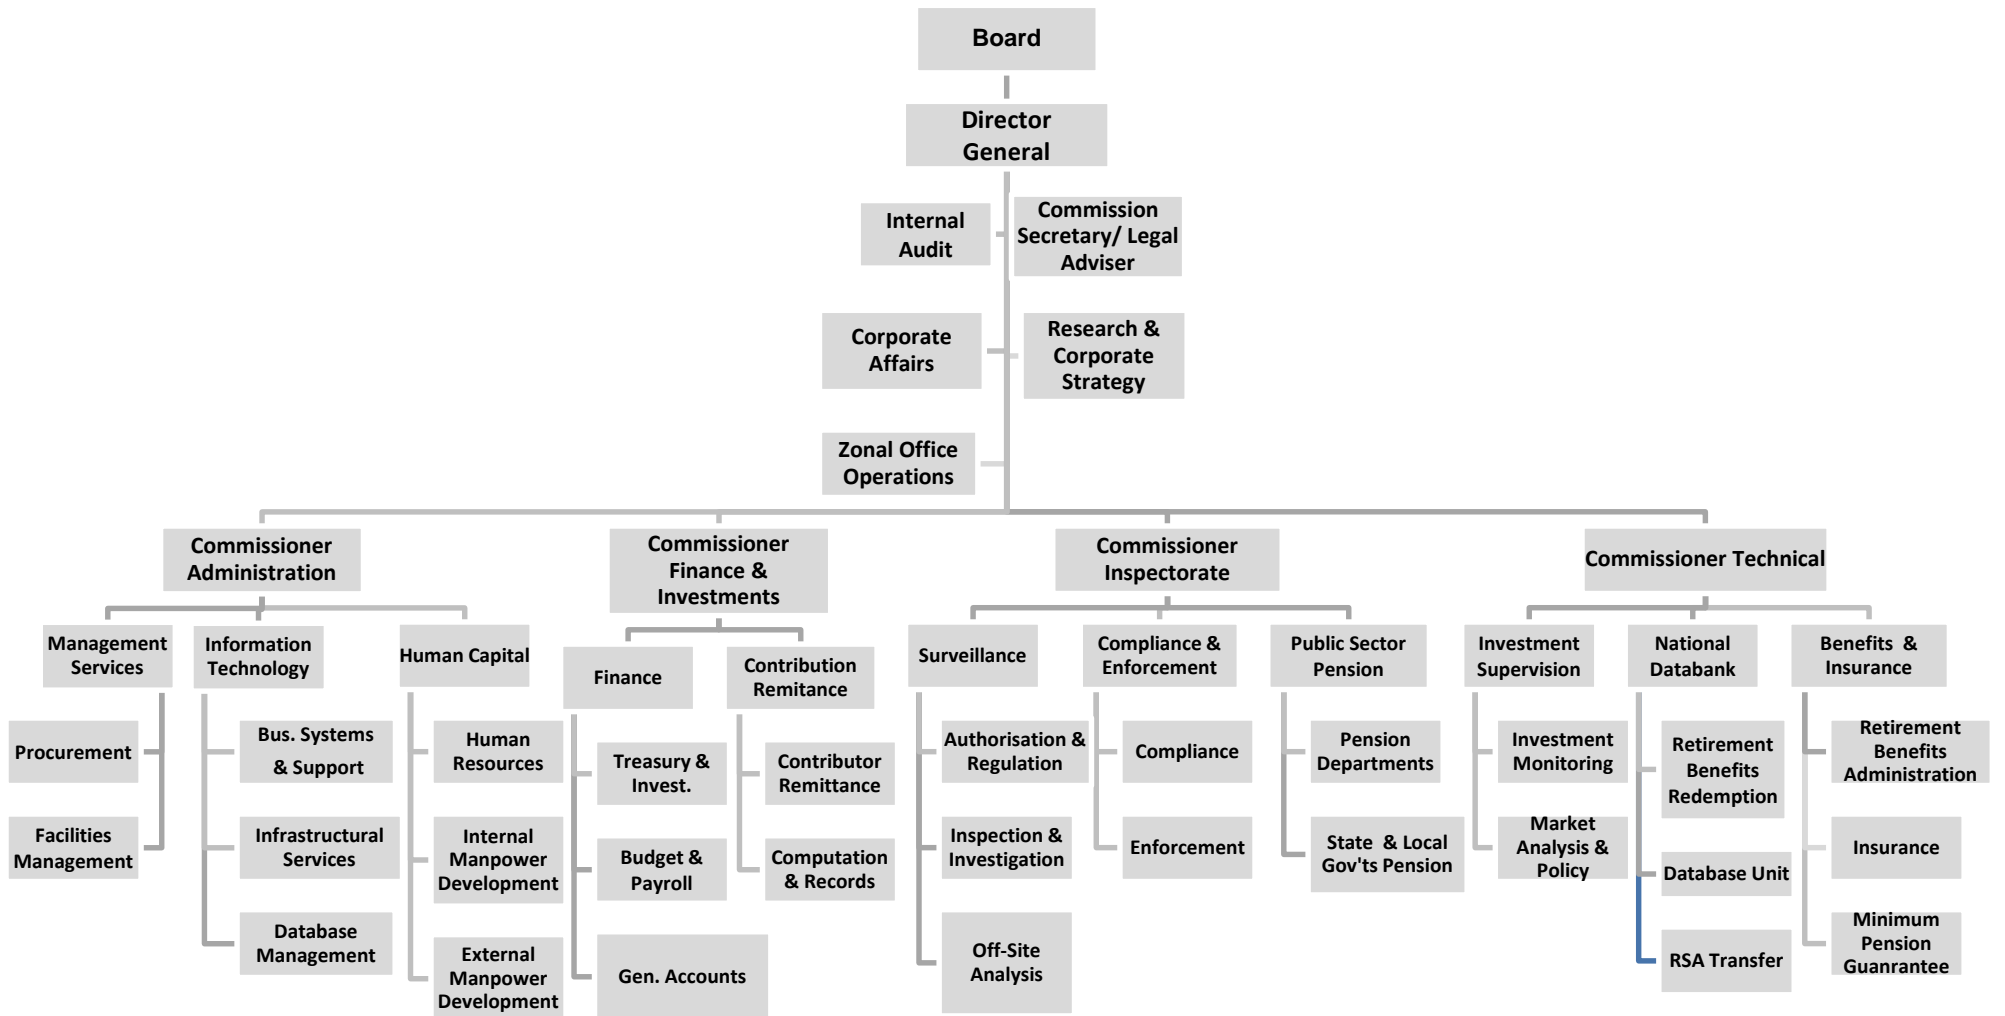 Board
Director
General
Internal
Audit
Commission
Secretary/ Legal
Adviser
Corporate
Affairs
Research &
Corporate
Strategy
Zonal Office
Operations
Commissioner
Administration
Commissioner
Finance &
Investments
Commissioner
Inspectorate
Commissioner Technical
Management
Services
Information
Technology
Human Capital
Finance
Contribution
Remitance
Surveillance
Compliance &
Enforcement
Public Sector
Pension
Investment
Supervision
National
Databank
Benefits &
Insurance
Procurement
Facilities
Management
Bus. Systems
& Support
Infrastructural
Services
Database
Management
Human
Resources
Internal
Manpower
Development
External
Manpower
Development
Treasury &
Invest.
Budget &
Payroll
Gen. Accounts
Contributor
Remittance
Computation
& Records
Authorisation &
Regulation
Inspection &
Investigation
Off-Site
Analysis
Compliance
Enforcement
Pension
Departments
State & Local
Gov'ts Pension
Investment
Monitoring
Market
Analysis &
Policy
Retirement
Benefits
Redemption
Database Unit
RSA Transfer
Retirement
Benefits
Administration
Insurance
Minimum
Pension
Guanrantee